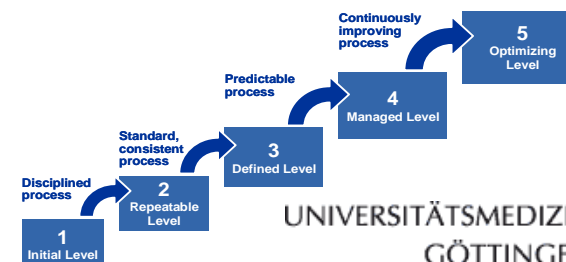 Continuously
improving
process
5
Optimizing
Level
Predictable
process
4
Managed Level
Standard,
consistent
process
3
Defined Level
Disciplined
process
2
Repeatable
Level
1
Initial Level
UNIVERSITÄTSMEDIZI
GÖTTINGE